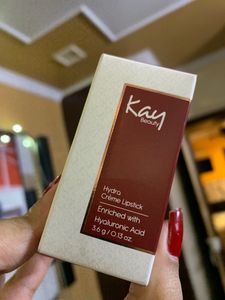 Kay
Beauty
Hydra
Crème Lipstick
Enriched with
Hyaluronic Acid
3.6 g / 0.13 oz.